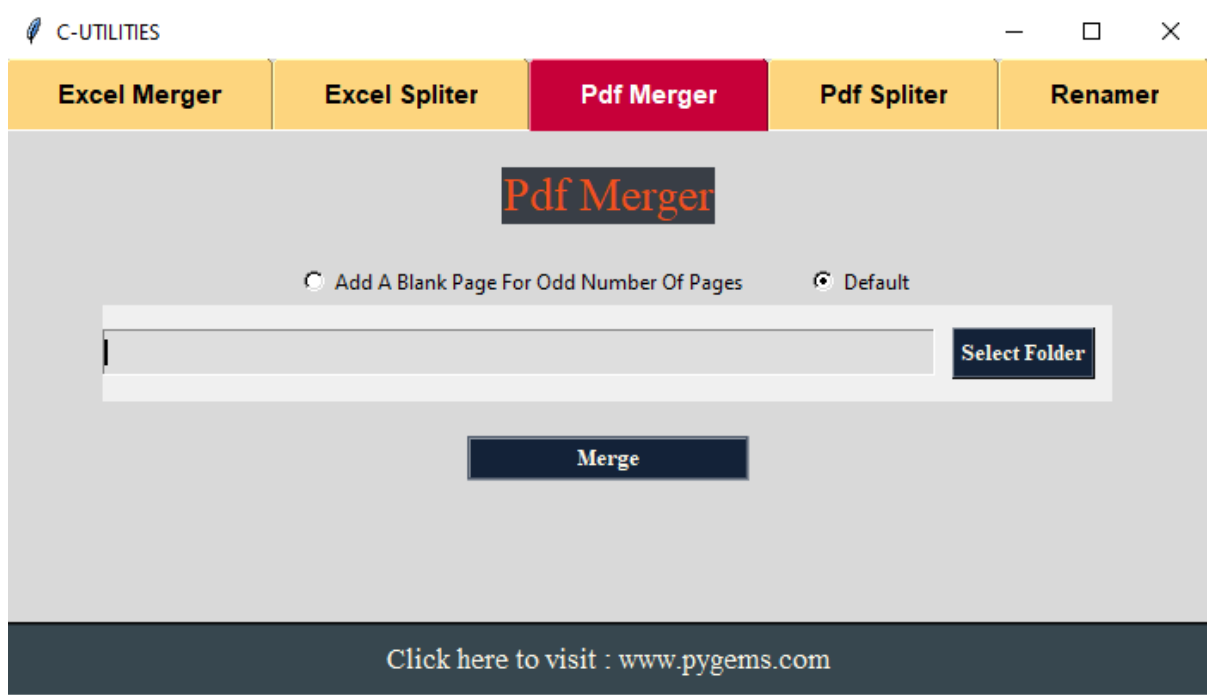 C-UTILITIES
Excel Merger Excel Spliter Pdf Merger Pdf Spliter Renamer
Pdf Merger
Add A Blank Page For Odd Number Of Pages Default
Select Folder
Merge
Click here to visit : www.pygems.com